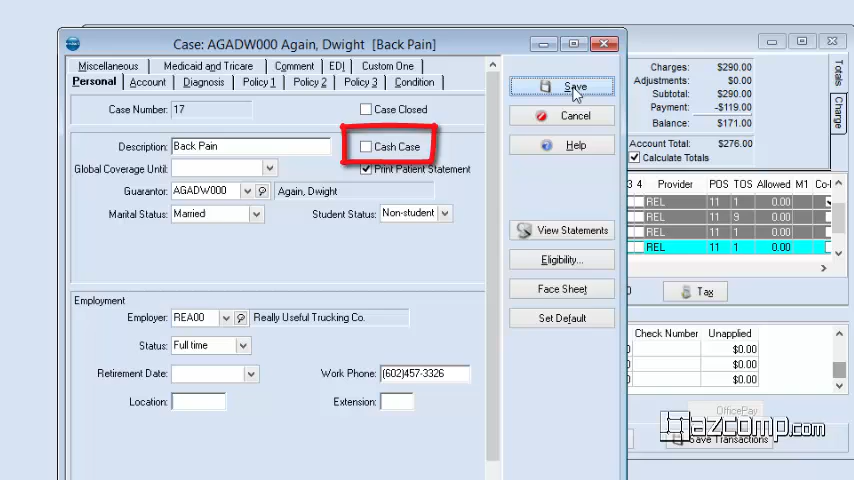 Case: AGADW000 Again, Dwight [Back Pain]
Miscellaneous Medicaid and Tricare Comment EDI Custom One
Personal Account Diagnosis Policy 1 Policy 2 Policy 3 Condition
Case Number: 17 Case Closed
Description: Back Pain Cash Case
Global Coverage Until: Print Patient Statement
Guarantor: AGADW000 Again, Dwight
Marital Status: Married Student Status: Non-student
Employment
Employer: REA00 Really Useful Trucking Co.
Status: Full time
Retirement Date: Work Phone: (602)457-3326
Location: Extension:
Save
Cancel
Help
View Statements
Eligibility...
Face Sheet
Set Default
Charges: $290.00
Adjustments: $0.00
Subtotal: $290.00
Payment: -$119.00
Balance: $171.00
Account Total: $276.00
Calculate Totals
Totals
Charge
3 4 Provider POS TOS Allowed M1 Co-
REL 11 1 0.00
REL 11 9 0.00
REL 11 1 0.00
REL 11 1 0.00
0 Tax
Check Number Unapplied
$0.00
$0.00
$0.00
OfficePay
azcomp.com
Save Transactions